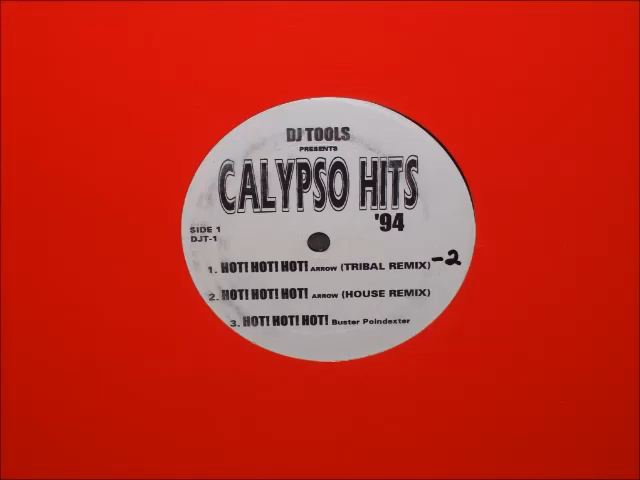 DJ TOOLS
PRESENTS
CALYPSO HITS
'94
SIDE 1
DJT-1
1. HOT! HOT! HOT! ARROW (TRIBAL REMIX) -2
2. HOT! HOT! HOT! ARROW (HOUSE REMIX)
3. HOT! HOT! HOT! Buster Poindexter